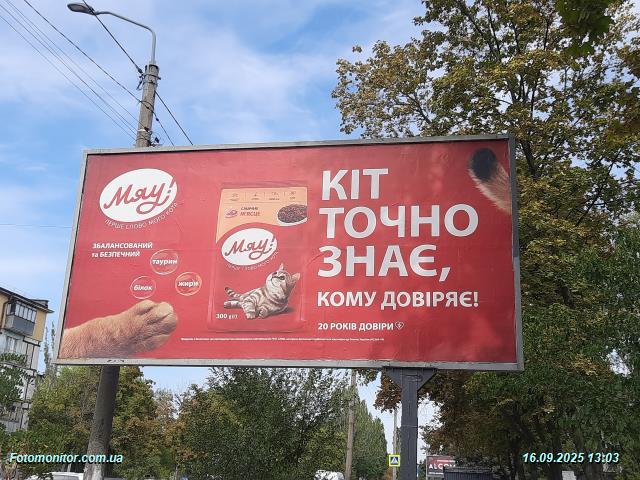 Мяу!
ПЕРШЕ СЛОВО МОГО КОТА
ЗБАЛАНСОВАНИЙ
та БЕЗПЕЧНИЙ
таурин
білок
жири
Мяу!
300 g℮
КІТ
ТОЧНО
ЗНАЄ,
КОМУ ДОВІРЯЄ!
20 РОКІВ ДОВІРИ
Fotomonitor.com.ua
16.09.2025 13:03